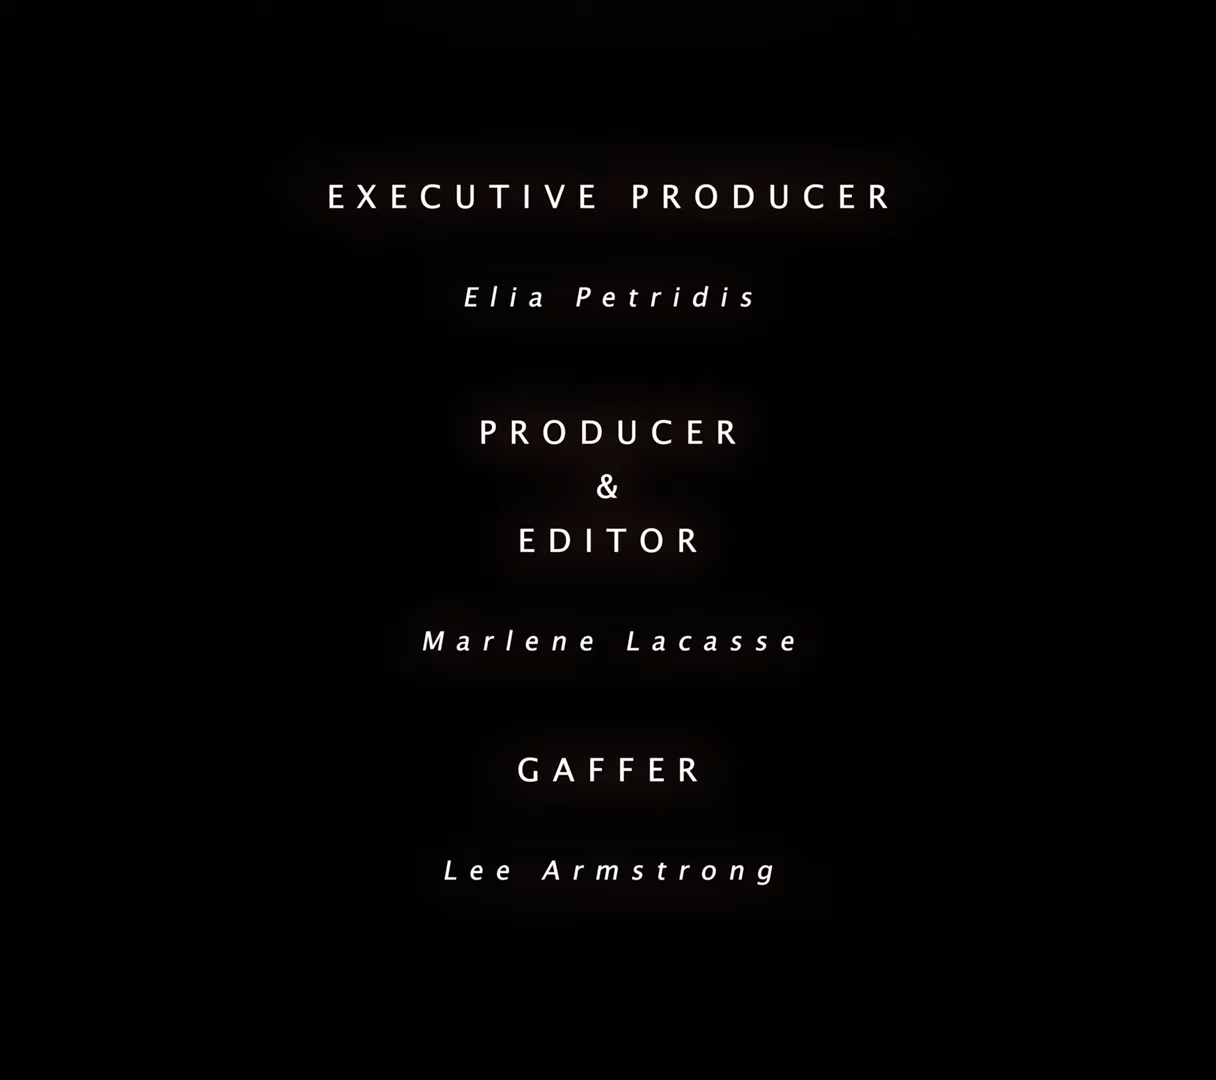 EXECUTIVE PRODUCER
Elia Petridis
PRODUCER
&
EDITOR
Marlene Lacasse
GAFFER
Lee Armstrong